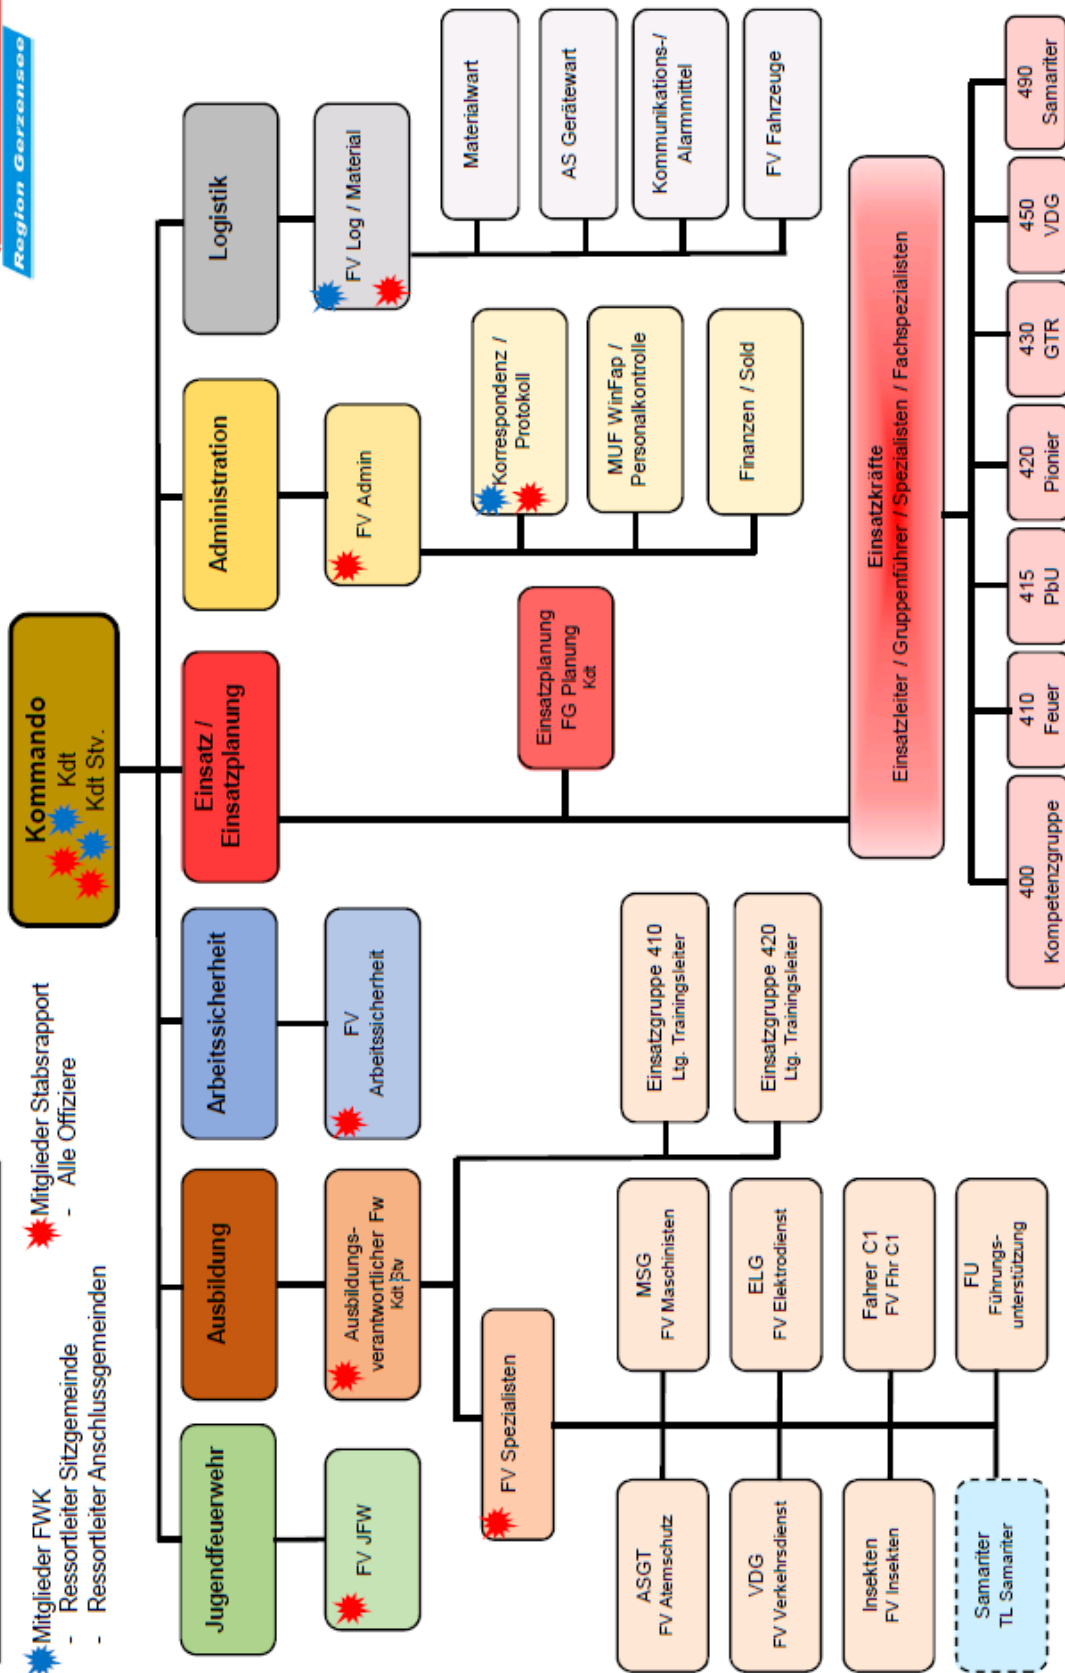 Region Gerzensee
Mitglieder FWK
- Ressortleiter Sitzgemeinde
- Ressortleiter Anschlussgemeinden
Mitglieder Stabsrapport
- Alle Offiziere
Kommando
Kdt
Kdt Stv.
Jugendfeuerwehr
Ausbildung
Arbeitssicherheit
Einsatz /
Einsatzplanung
Administration
Logistik
FV JFW
Ausbildungs-
verantwortlicher Fw
Kdt Stv
FV
Arbeitssicherheit
FV Admin
FV Log / Material
FV Spezialisten
ASGT
FV Atemschutz
MSG
FV Maschinisten
VDG
FV Verkehrsdienst
ELG
FV Elektrodienst
Insekten
FV Insekten
Fahrer C1
FV Fhr C1
Samariter
TL Samariter
FU
Führungs-
unterstützung
Einsatzgruppe 410
Ltg. Trainingsleiter
Einsatzgruppe 420
Ltg. Trainingsleiter
Einsatzplanung
FG Planung
Kdt
Korrespondenz /
Protokoll
MUF WinFap /
Personalkontrolle
Finanzen / Sold
Materialwart
AS Gerätewart
Kommunikations-/
Alarmmittel
FV Fahrzeuge
Einsatzkräfte
Einsatzleiter / Gruppenführer / Spezialisten / Fachspezialisten
400
Kompetenzgruppe
410
Feuer
415
PbU
420
Pionier
430
GTR
450
VDG
490
Samariter